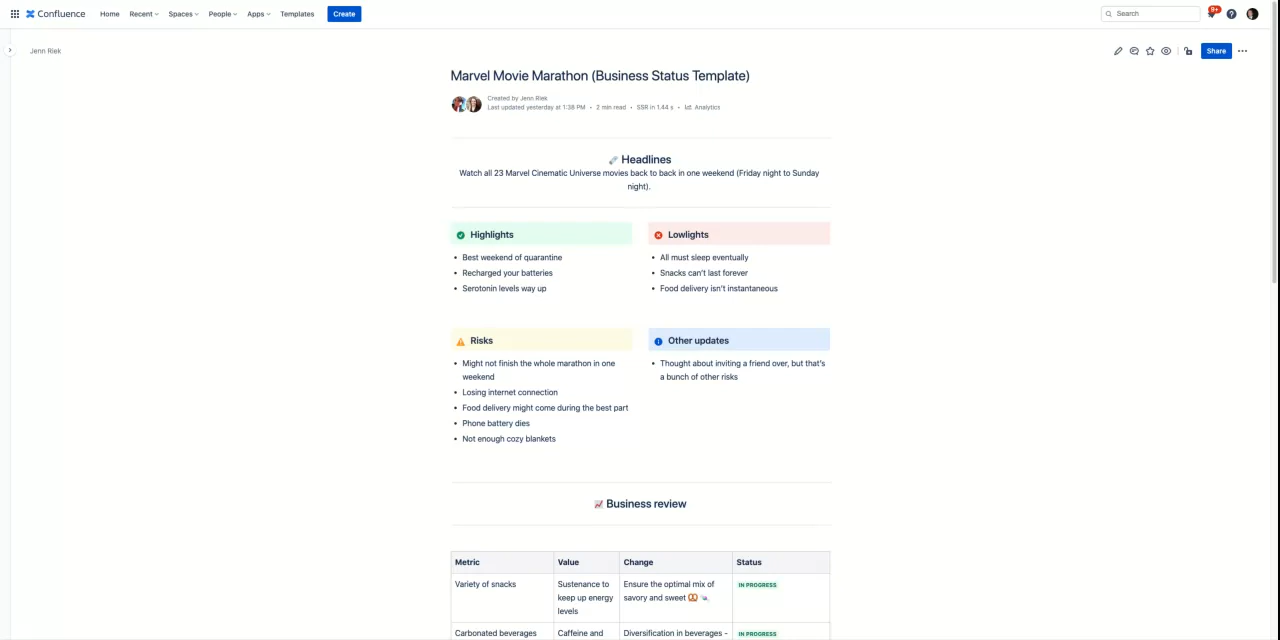 Confluence Home Recent Spaces People Apps Templates Create Search 9+
Jenn Riek
Share
Marvel Movie Marathon (Business Status Template)
Created by Jenn Riek
Last updated yesterday at 1:38 PM • 2 min read • SSR in 1.44 s • Analytics
Headlines
Watch all 23 Marvel Cinematic Universe movies back to back in one weekend (Friday night to Sunday
night).
Highlights
• Best weekend of quarantine
• Recharged your batteries
• Serotonin levels way up
Lowlights
• All must sleep eventually
• Snacks can't last forever
• Food delivery isn't instantaneous
Risks
• Might not finish the whole marathon in one
weekend
• Losing internet connection
• Food delivery might come during the best part
• Phone battery dies
• Not enough cozy blankets
Other updates
• Thought about inviting a friend over, but that's
a bunch of other risks
Business review
Metric Value Change Status
Variety of snacks
Sustenance to
keep up energy
levels
Ensure the optimal mix of
savory and sweet
IN PROGRESS
Carbonated beverages
Caffeine and
Diversification in beverages -
IN PROGRESS